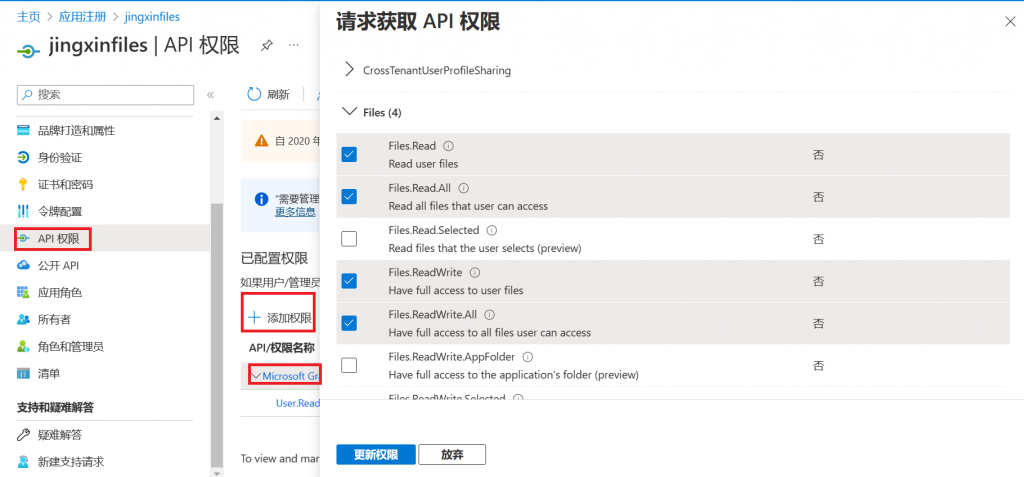 主页 > 应用注册 > jingxinfiles
jingxinfiles | API 权限
搜索
品牌打造和属性
身份验证
证书和密码
令牌配置
API 权限
公开 API
应用角色
所有者
角色和管理员
清单
支持和疑难解答
疑难解答
新建支持请求
刷新
自 2020 年
"需要管理
更多信息
已配置权限
如果用户/管理员
添加权限
API/权限名称
Microsoft Gr
User.Read
To view and man
请求获取 API 权限
CrossTenantUserProfileSharing
Files (4)
Files.Read
Read user files
否
Files.Read.All
Read all files that user can access
否
Files.Read.Selected
Read files that the user selects (preview)
否
Files.ReadWrite
Have full access to user files
否
Files.ReadWrite.All
Have full access to all files user can access
否
Files.ReadWrite.AppFolder
Have full access to the application's folder (preview)
否
Files.ReadWrite.Selected
更新权限
放弃